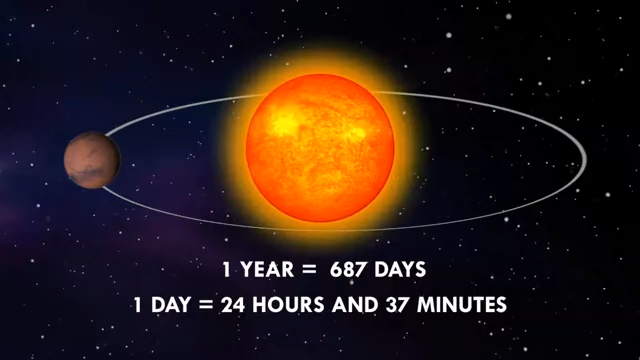 1 YEAR = 687 DAYS
1 DAY = 24 HOURS AND 37 MINUTES